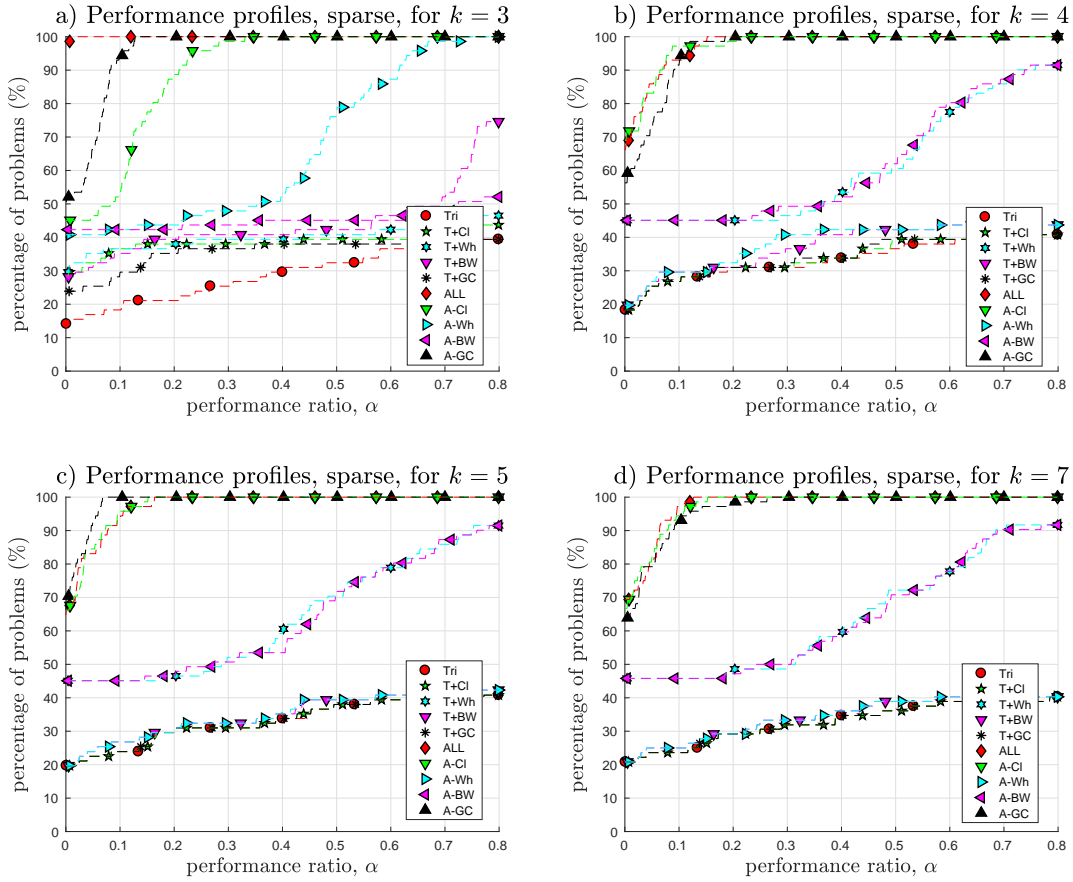 a) Performance profiles, sparse, for k = 3
percentage of problems (%)
100
90
80
70
60
50
40
30
20
10
0
0
0.1
0.2
0.3
0.4
0.5
0.6
0.7
0.8
performance ratio, α
Tri
T+Cl
T+Wh
T+BW
T+GC
ALL
A-Cl
A-Wh
A-BW
A-GC
b) Performance profiles, sparse, for k = 4
percentage of problems (%)
100
90
80
70
60
50
40
30
20
10
0
0
0.1
0.2
0.3
0.4
0.5
0.6
0.7
0.8
performance ratio, α
Tri
T+Cl
T+Wh
T+BW
T+GC
ALL
A-Cl
A-Wh
A-BW
A-GC
c) Performance profiles, sparse, for k = 5
percentage of problems (%)
100
90
80
70
60
50
40
30
20
10
0
0
0.1
0.2
0.3
0.4
0.5
0.6
0.7
0.8
performance ratio, α
Tri
T+Cl
T+Wh
T+BW
T+GC
ALL
A-Cl
A-Wh
A-BW
A-GC
d) Performance profiles, sparse, for k = 7
percentage of problems (%)
100
90
80
70
60
50
40
30
20
10
0
0
0.1
0.2
0.3
0.4
0.5
0.6
0.7
0.8
performance ratio, α
Tri
T+Cl
T+Wh
T+BW
T+GC
ALL
A-Cl
A-Wh
A-BW
A-GC